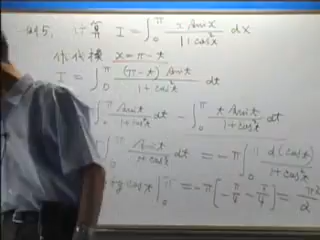 例5. 计算 I = ∫₀^π x sin x / (1+cos²x) dx
作代换 x = π - t
I = ∫₀^π (π - t) sin t / (1+cos²t) dt
∫₀^π sin t / (1+cos²t) dt - ∫₀^π t sin t / (1+cos²t) dt
∫₀^π sin t / (1+cos²t) dt = -π ∫₀^π d(cos t) / (1+cos²t)
tg cos t |₀^π = -π [-π/4 - π/4] = π²/2